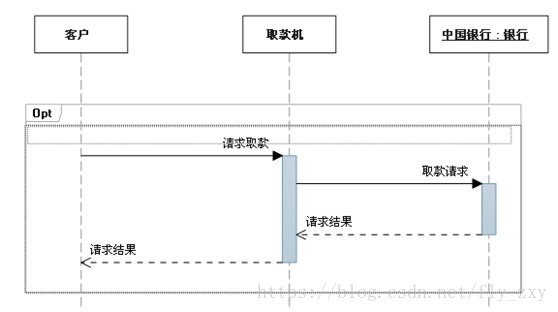 客户
取款机
中国银行：银行
Opt
请求取款
取款请求
请求结果
请求结果
https://blog.csdn.net/fly_zxy